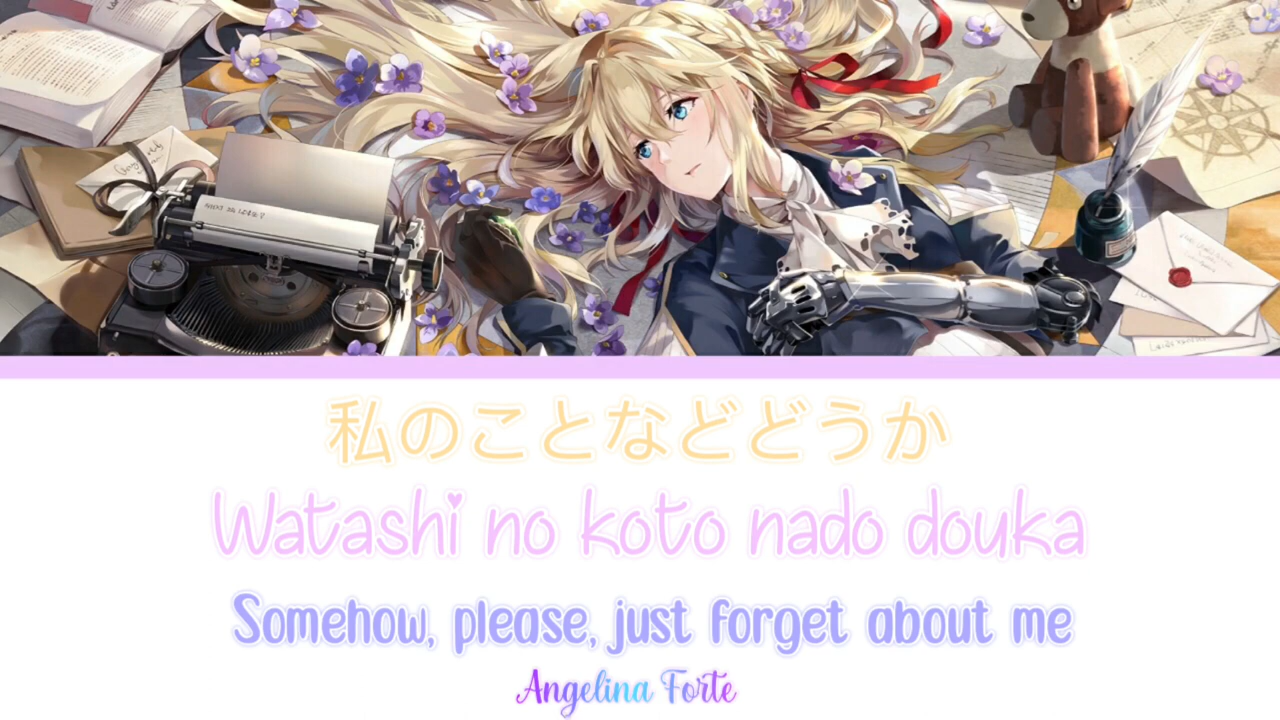 私のことなどどうか
Watashi no koto nado douka
Somehow, please, just forget about me
Angelina Forte